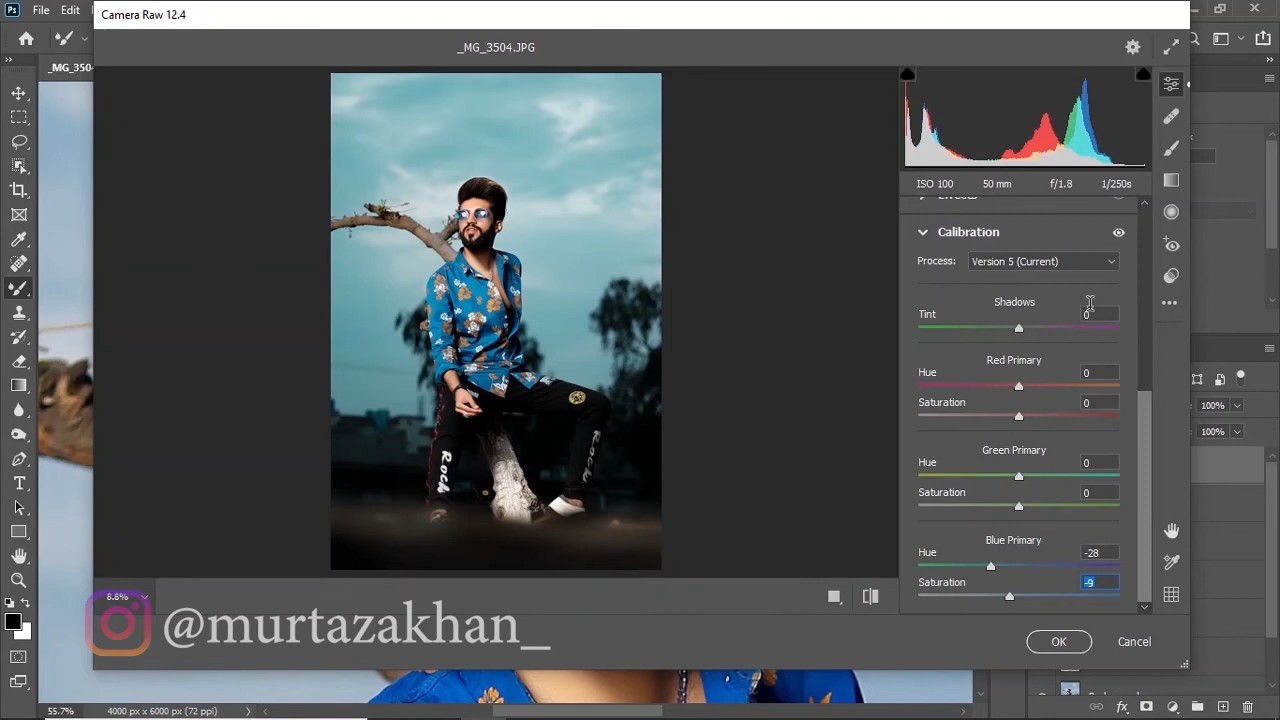 Ps
File
Edit
Camera Raw 12.4
_MG_3504.JPG
_MG_350
ISO 100 50 mm f/1.8 1/250s
Calibration
Process: Version 5 (Current)
Shadows
Tint 0
Red Primary
Hue 0
Saturation 0
Green Primary
Hue 0
Saturation 0
Blue Primary
Hue -28
Saturation -9
Rock
Rock
100%
100%
8.8%
@murtazakhan_
OK Cancel
55.7% 4000 px x 6000 px (72 ppi)